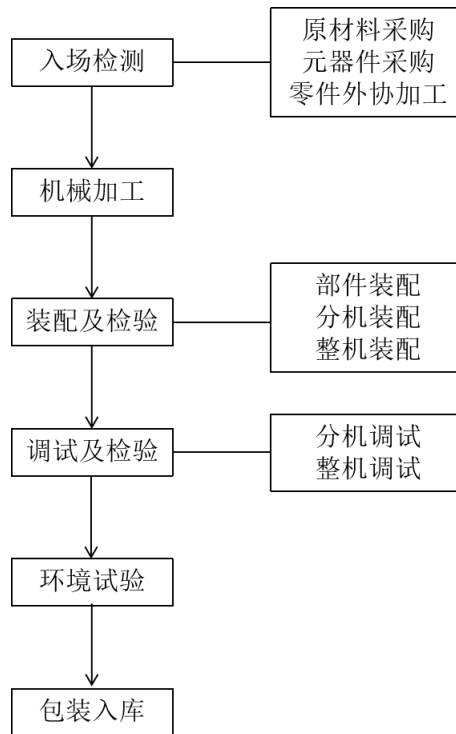 入场检测
原材料采购
元器件采购
零件外协加工
机械加工
装配及检验
部件装配
分机装配
整机装配
调试及检验
分机调试
整机调试
环境试验
包装入库